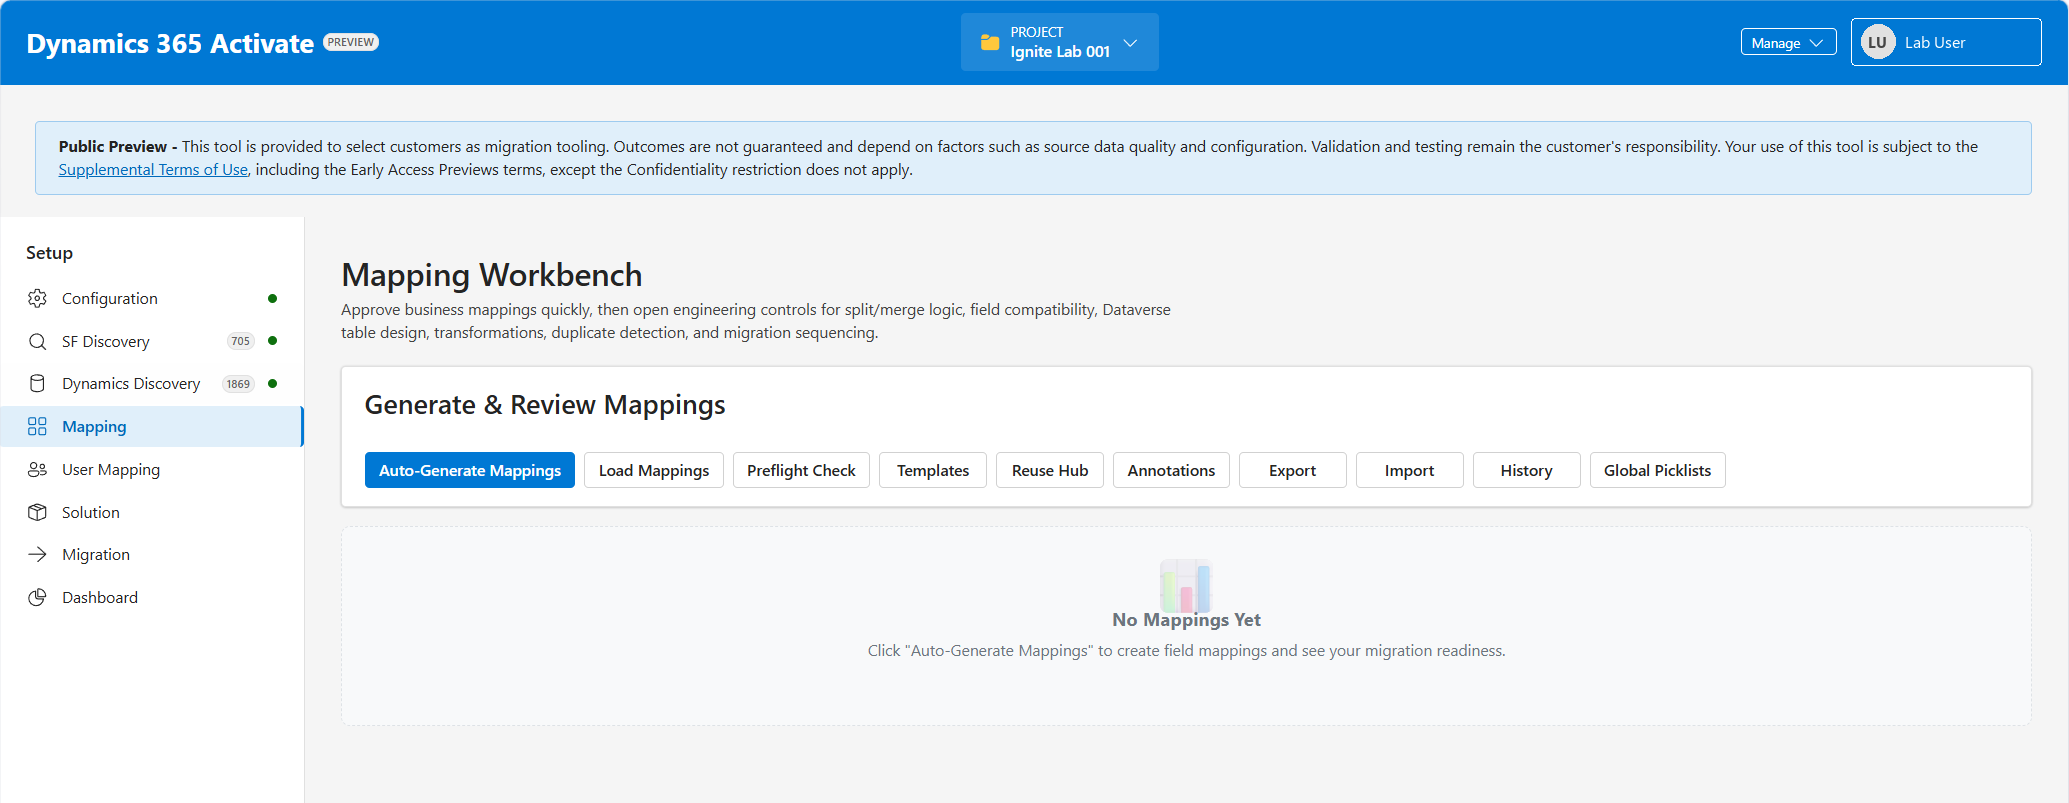 Dynamics 365 Activate PREVIEW
PROJECT
Ignite Lab 001
Manage
LU Lab User
Public Preview - This tool is provided to select customers as migration tooling. Outcomes are not guaranteed and depend on factors such as source data quality and configuration. Validation and testing remain the customer's responsibility. Your use of this tool is subject to the
Supplemental Terms of Use, including the Early Access Previews terms, except the Confidentiality restriction does not apply.
Setup
Configuration
SF Discovery 705
Dynamics Discovery 1869
Mapping
User Mapping
Solution
Migration
Dashboard
Mapping Workbench
Approve business mappings quickly, then open engineering controls for split/merge logic, field compatibility, Dataverse
table design, transformations, duplicate detection, and migration sequencing.
Generate & Review Mappings
Auto-Generate Mappings Load Mappings Preflight Check Templates Reuse Hub Annotations Export Import History Global Picklists
No Mappings Yet
Click "Auto-Generate Mappings" to create field mappings and see your migration readiness.